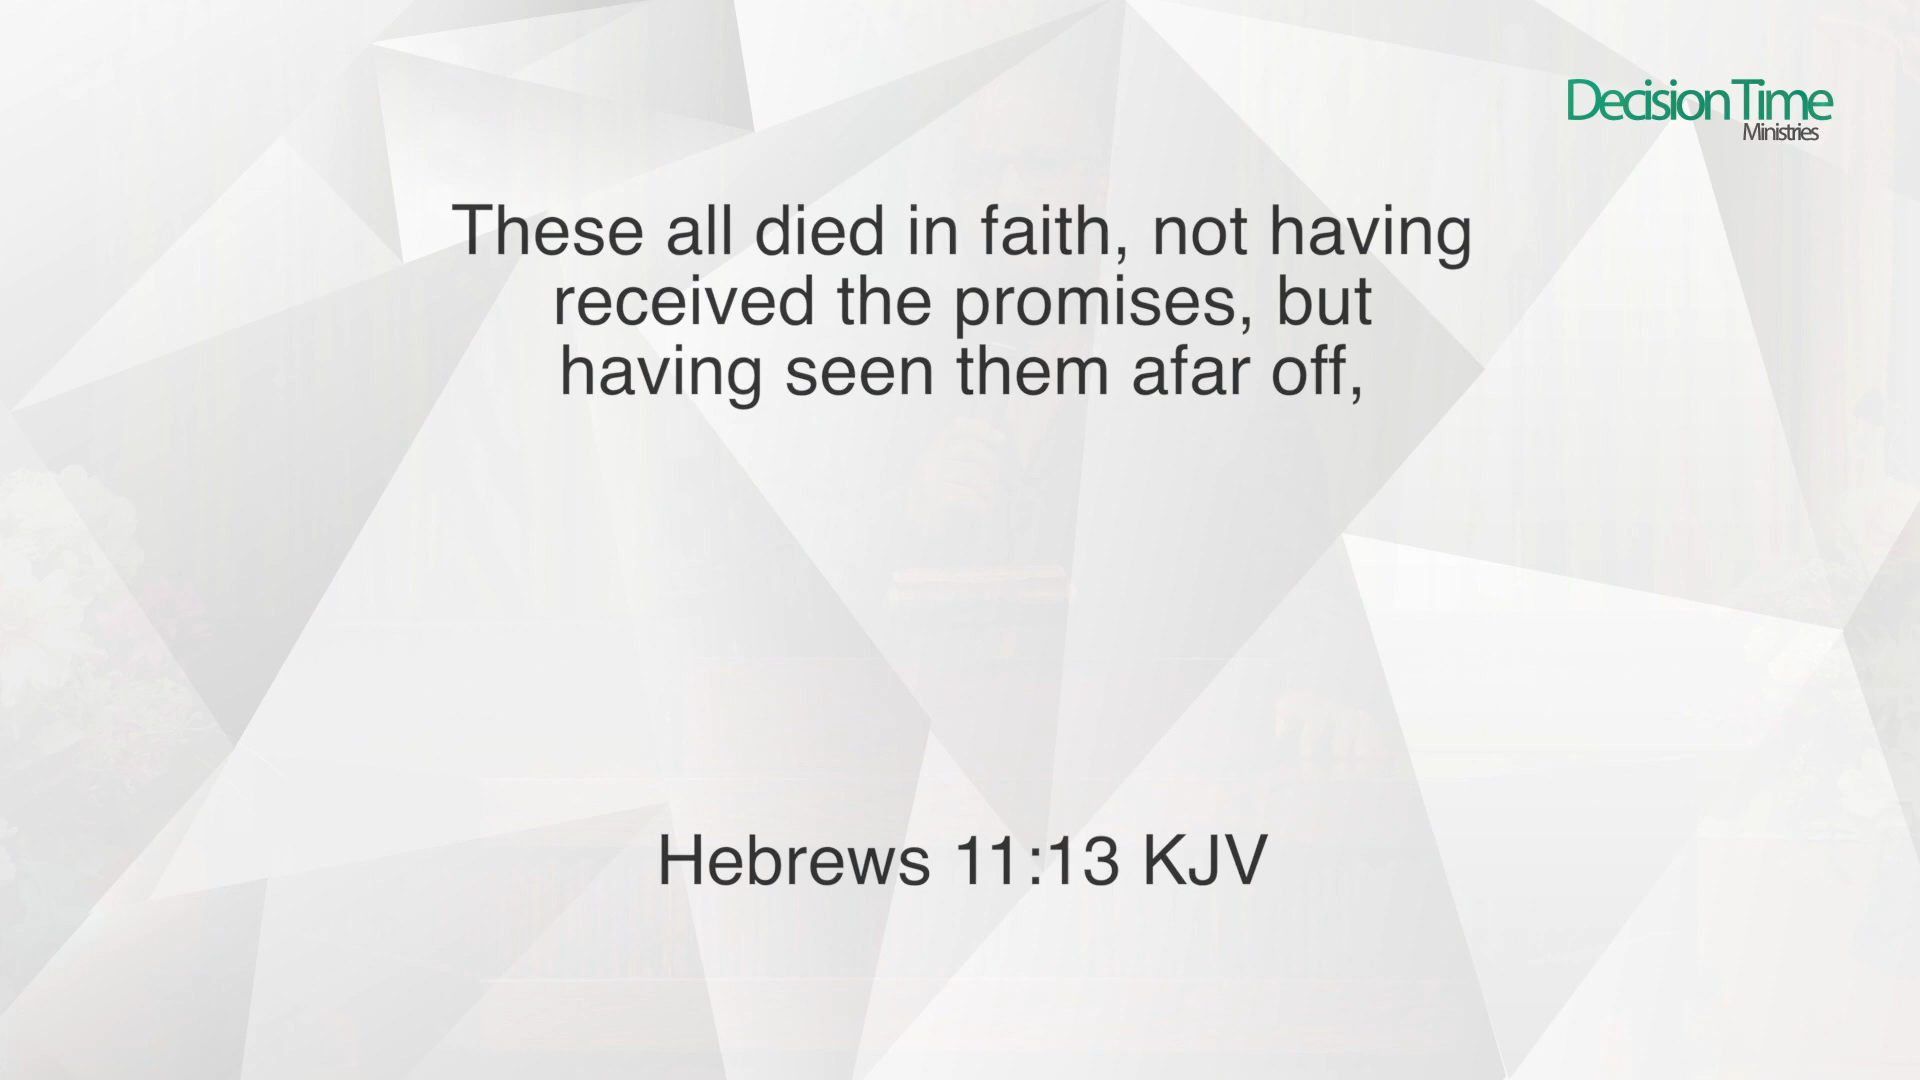 Decision Time
Ministries
These all died in faith, not having
received the promises, but
having seen them afar off,
Hebrews 11:13 KJV